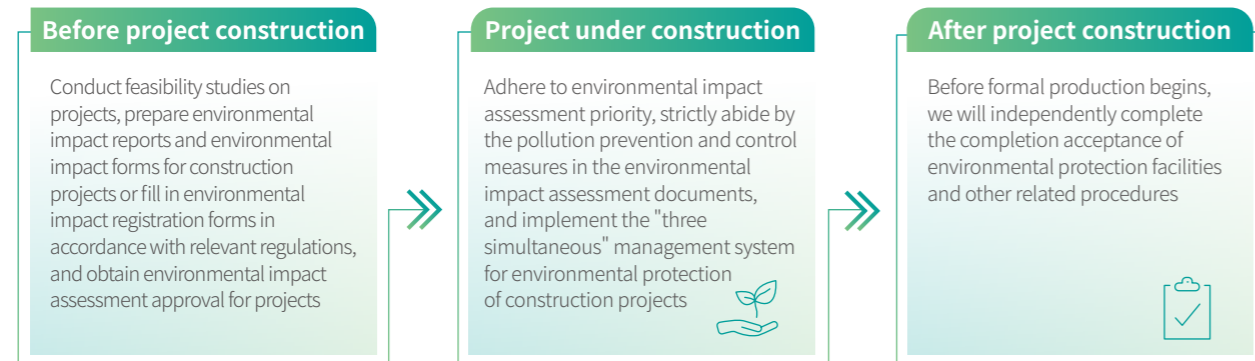 Before project construction
Conduct feasibility studies on
projects, prepare environmental
impact reports and environmental
impact forms for construction
projects or fill in environmental
impact registration forms in
accordance with relevant regulations,
and obtain environmental impact
assessment approval for projects
Project under construction
Adhere to environmental impact
assessment priority, strictly abide by
the pollution prevention and control
measures in the environmental
impact assessment documents,
and implement the "three
simultaneous" management system
for environmental protection
of construction projects
After project construction
Before formal production begins,
we will independently complete
the completion acceptance of
environmental protection facilities
and other related procedures